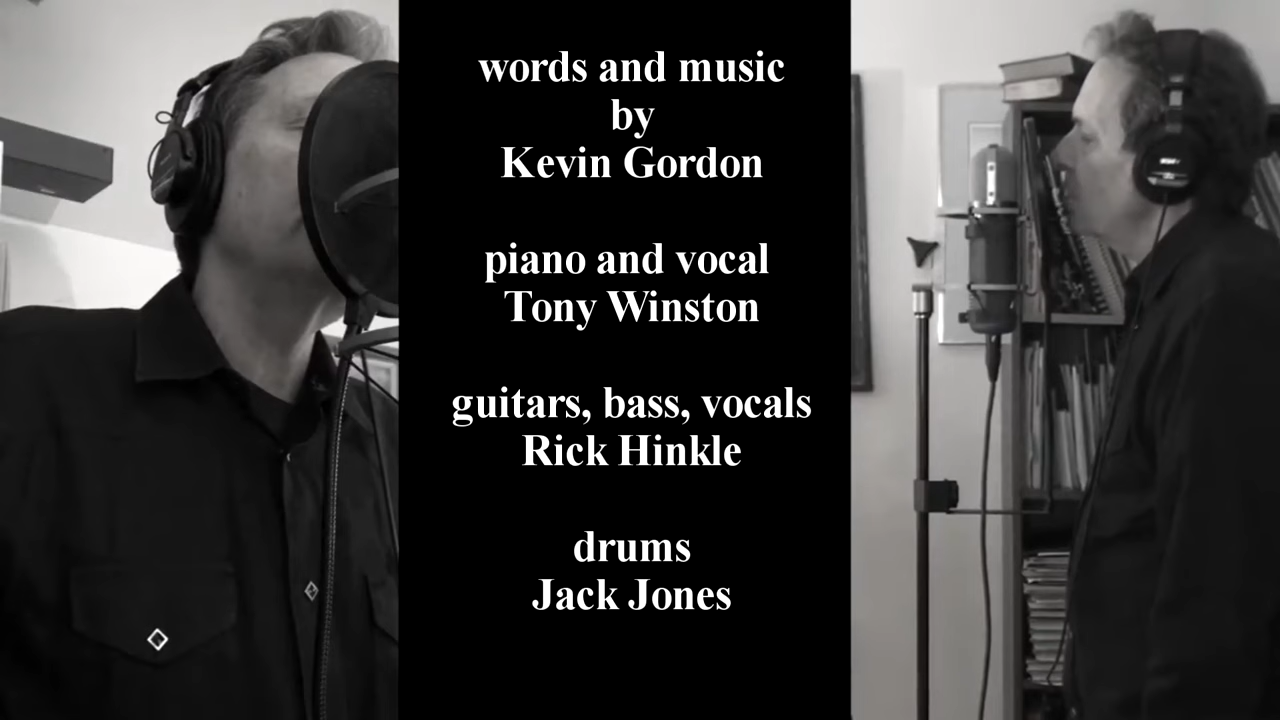 words and music
by
Kevin Gordon
piano and vocal
Tony Winston
guitars, bass, vocals
Rick Hinkle
drums
Jack Jones